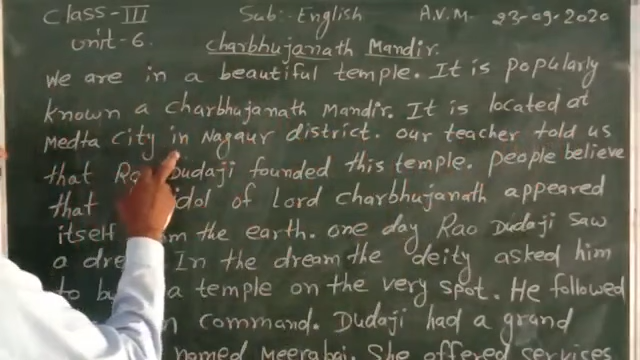 Class-III Sub:-English A.V.M. 23-09-2020
Unit-6.
Charbhujanath Mandir.
We are in a beautiful temple. It is popularly
known a Charbhujanath Mandir. It is located at
Medta City in Nagaur district. Our teacher told us
that Rao Dudaji founded this temple. People believe
that idol of Lord Charbhujanath appeared
itself from the earth. One day Rao Dudaji saw
a dream In the dream the deity asked him
to a temple on the very spot. He followed
command. Dudaji had a grand
named Meerabai. She offered services